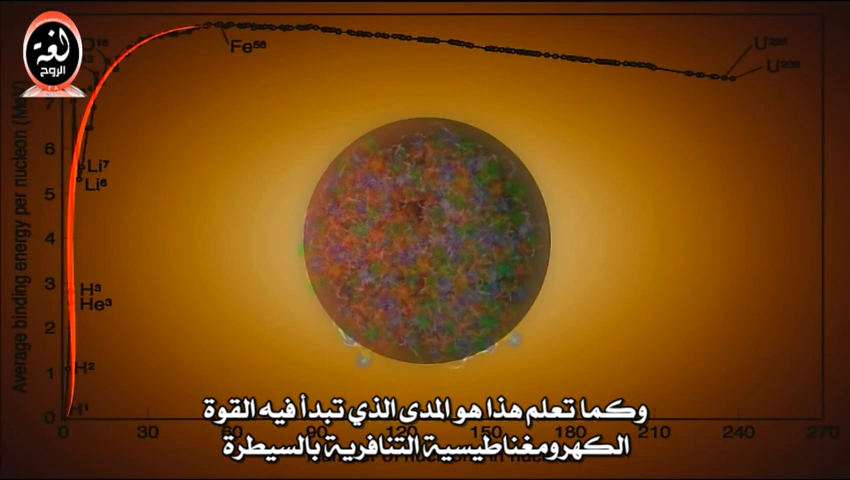 لغة
الروح
O¹⁶
Fe⁵⁶
U²³⁵
U²³⁸
Average binding energy per nucleon (MeV)
7
6
5
4
3
2
1
0
Li⁷
Li⁶
H³
He³
H²
H¹
وكما تعلم هذا هو المدى الذي تبدأ فيه القوة
الكهرومغناطيسية التنافرية بالسيطرة
0
30
60
90
120
150
180
210
240
270